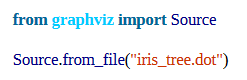 from graphviz import Source
Source.from_file("iris_tree.dot")